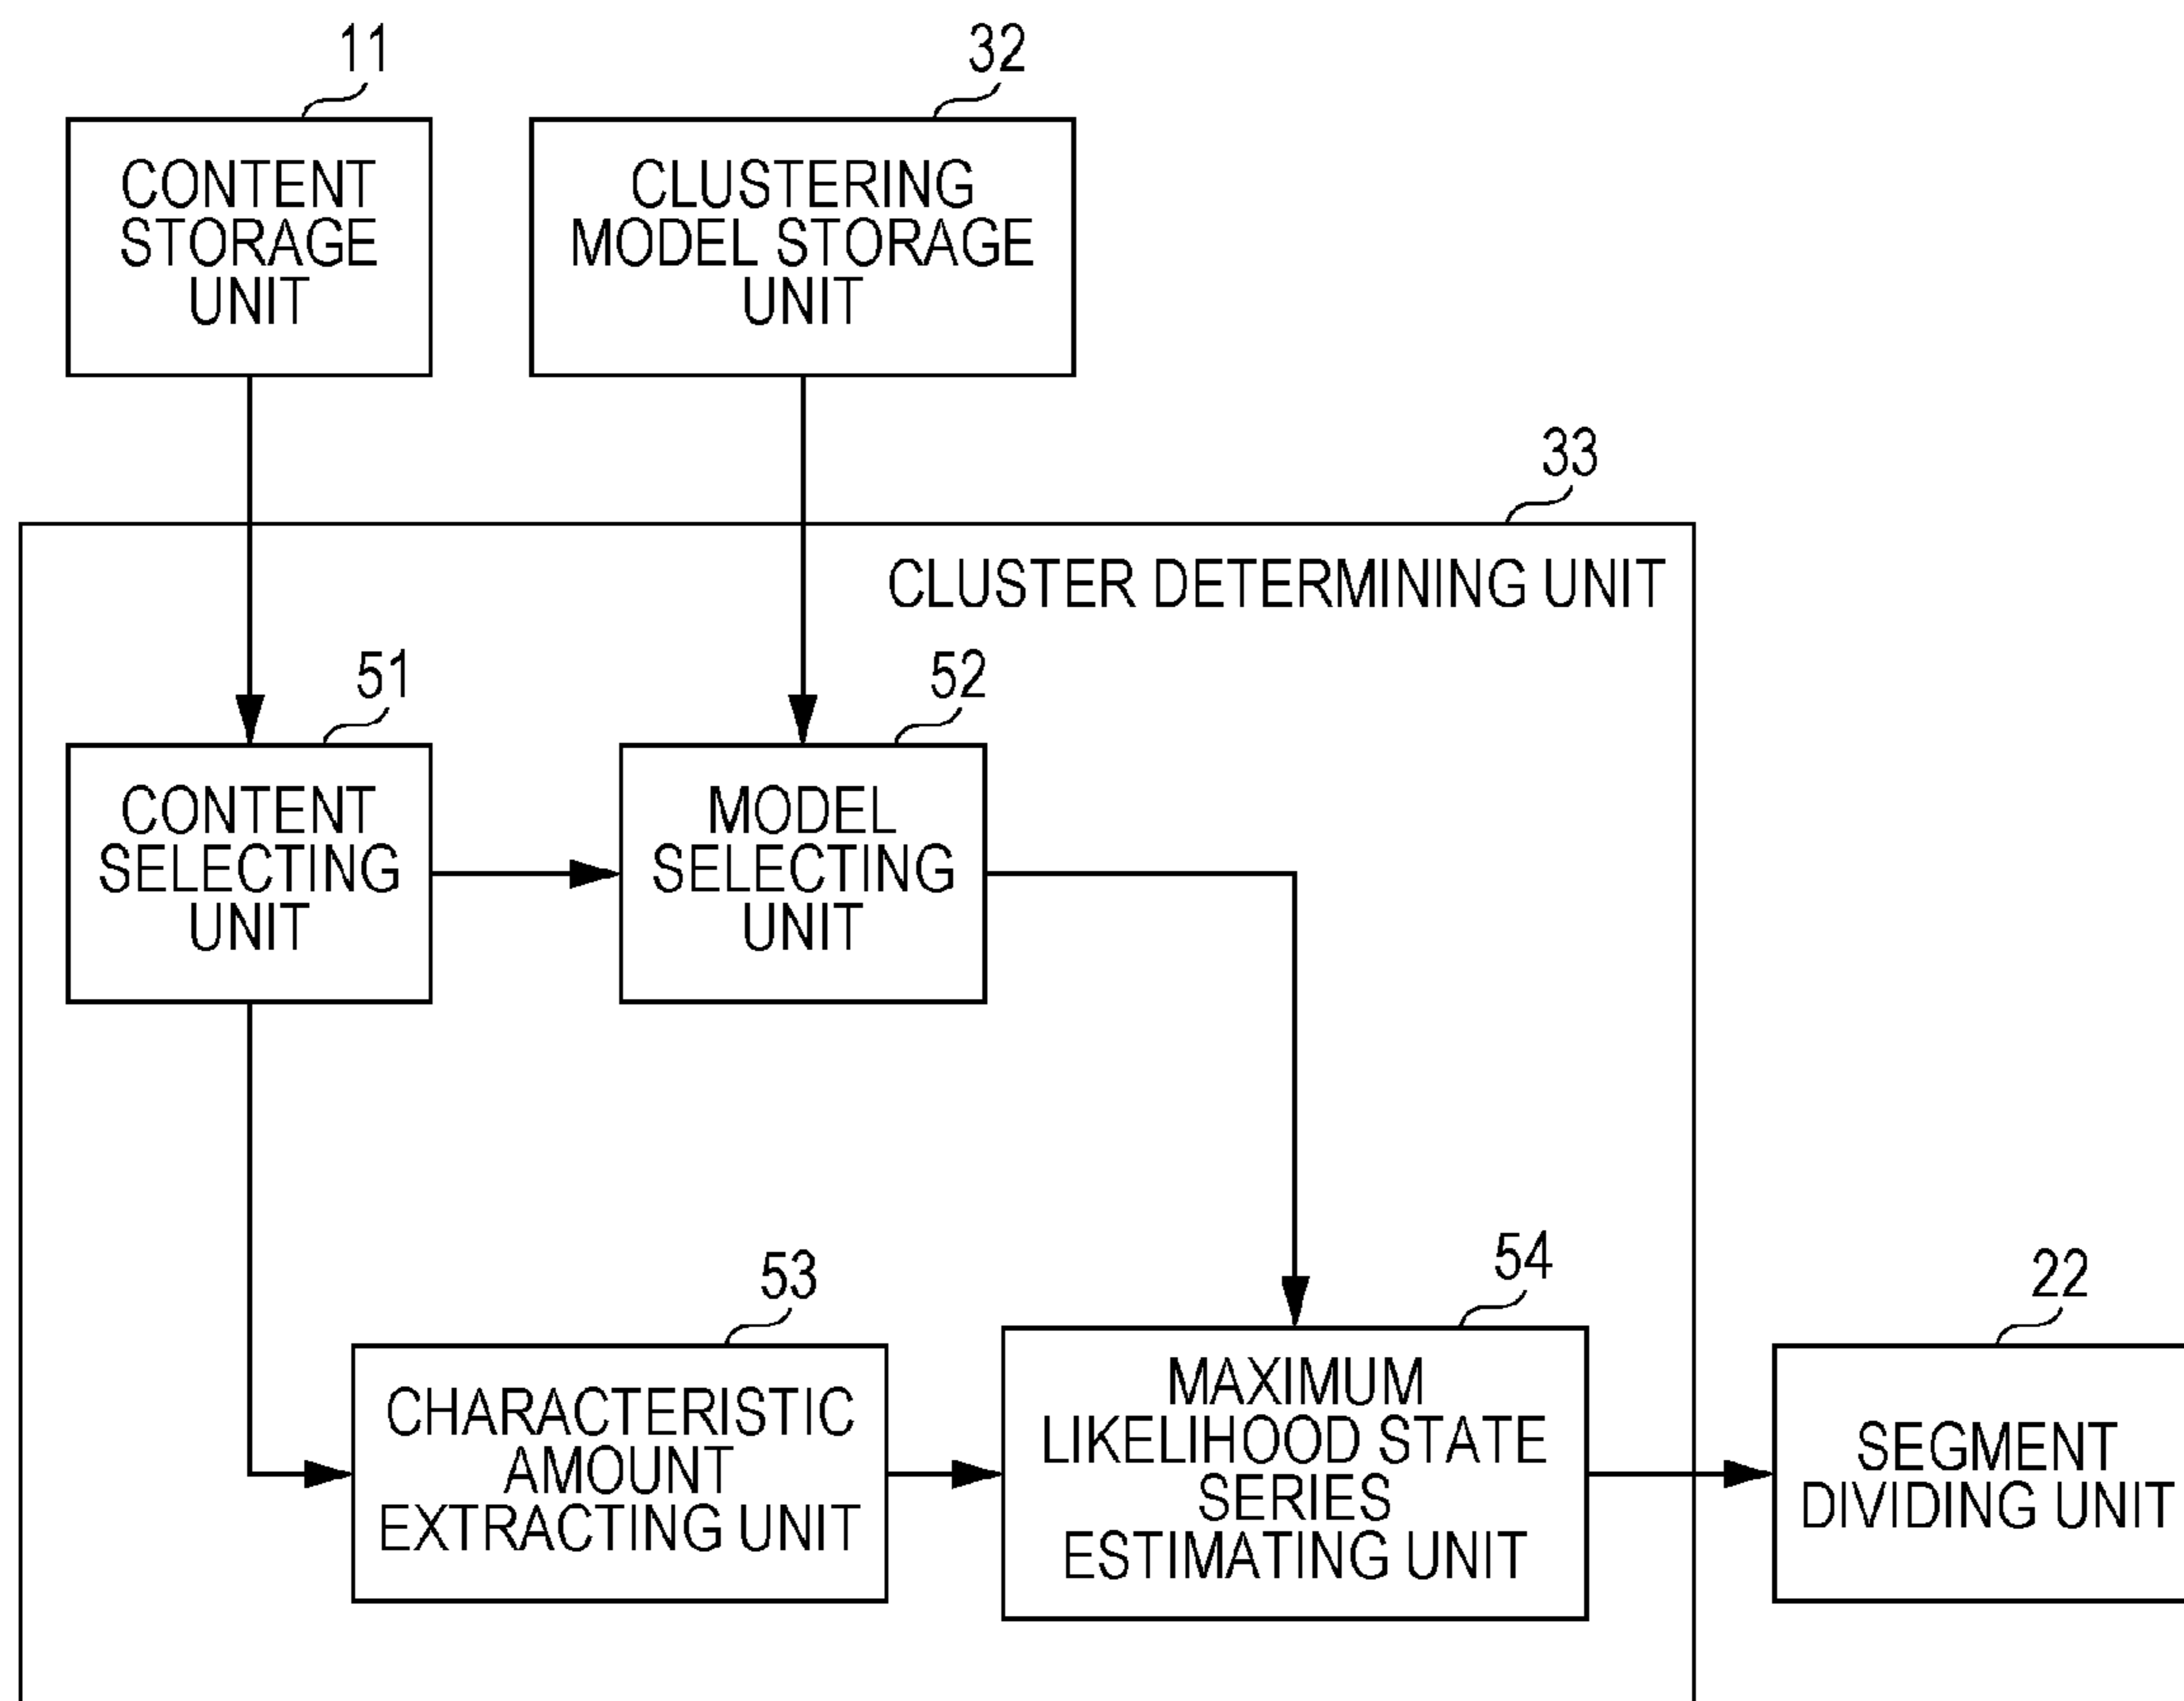 11
CONTENT
STORAGE
UNIT
32
CLUSTERING
MODEL STORAGE
UNIT
33
CLUSTER DETERMINING UNIT
51
CONTENT
SELECTING
UNIT
52
MODEL
SELECTING
UNIT
53
CHARACTERISTIC
AMOUNT
EXTRACTING UNIT
54
MAXIMUM
LIKELIHOOD STATE
SERIES
ESTIMATING UNIT
22
SEGMENT
DIVIDING UNIT